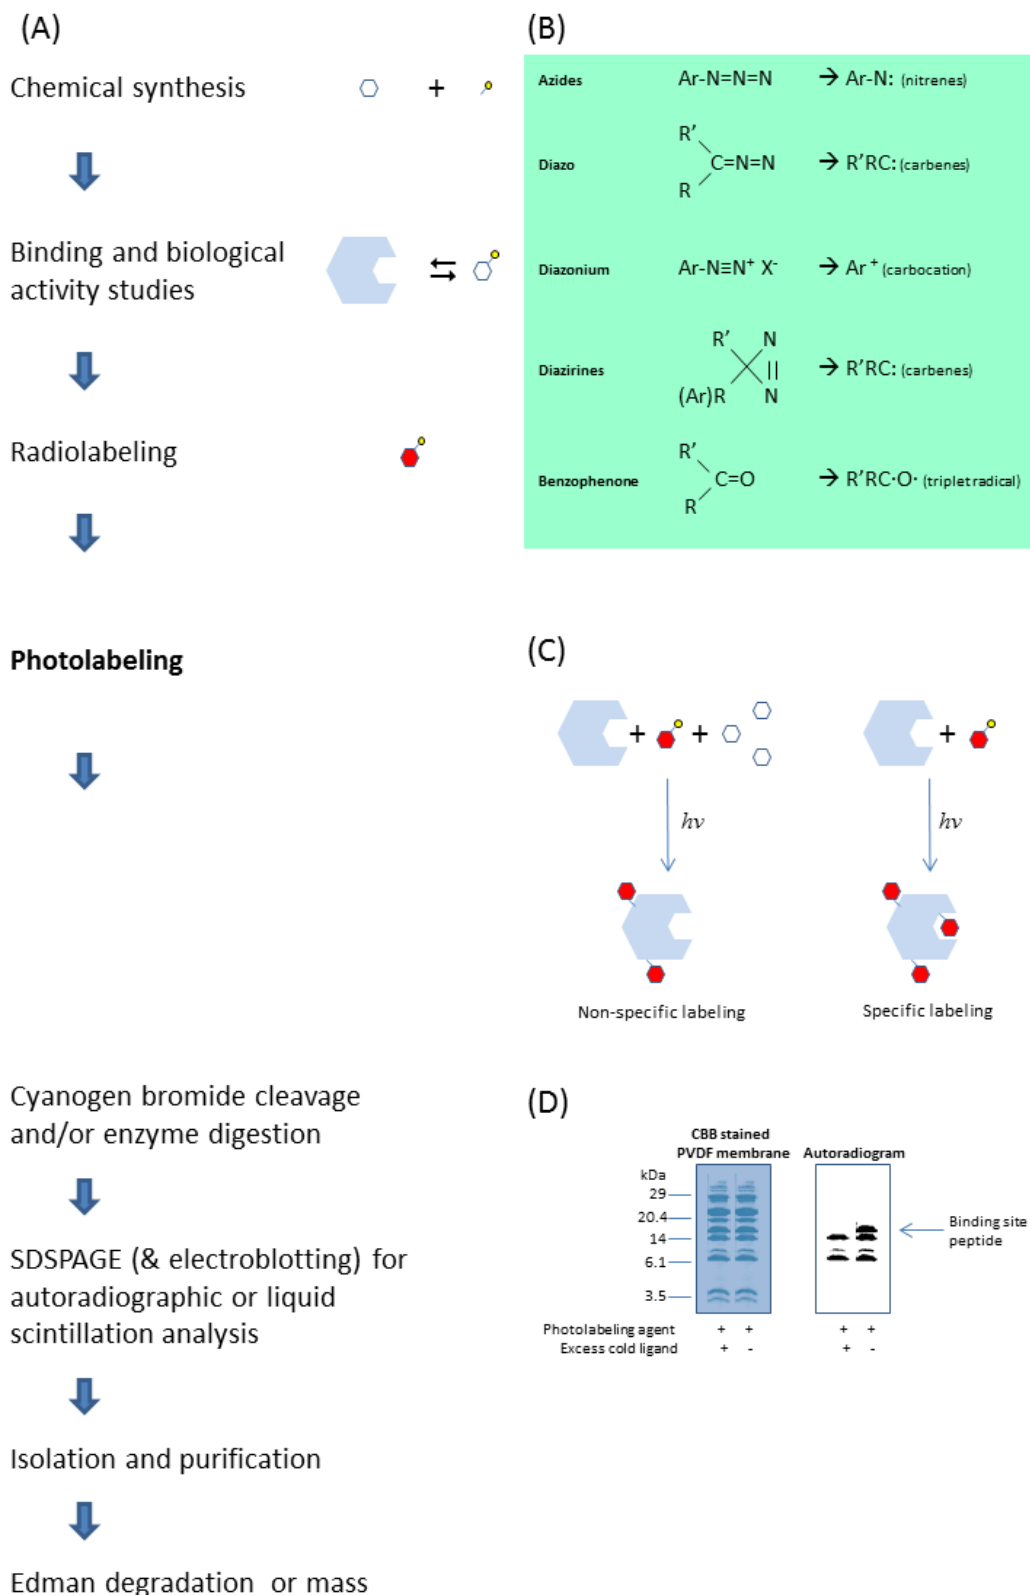 (A)
Chemical synthesis
+
Binding and biological
activity studies
Radiolabeling
Photolabeling
Cyanogen bromide cleavage
and/or enzyme digestion
SDSPAGE (& electroblotting) for
autoradiographic or liquid
scintillation analysis
Isolation and purification
Edman degradation or mass
(B)
Azides Ar-N=N=N → Ar-N: (nitrenes)
R'
Diazo C=N=N → R'RC: (carbenes)
R
Diazonium Ar-N≡N⁺ X⁻ → Ar⁺ (carbocation)
R' N
Diazirines || → R'RC: (carbenes)
(Ar)R N
R'
Benzophenone C=O → R'RC·O· (triplet radical)
R
(C)
+ + +
hν hν
Non-specific labeling Specific labeling
(D)
CBB stained
PVDF membrane Autoradiogram
kDa
29
20.4
14
6.1
3.5
Binding site
peptide
Photolabeling agent + + + +
Excess cold ligand + - + -